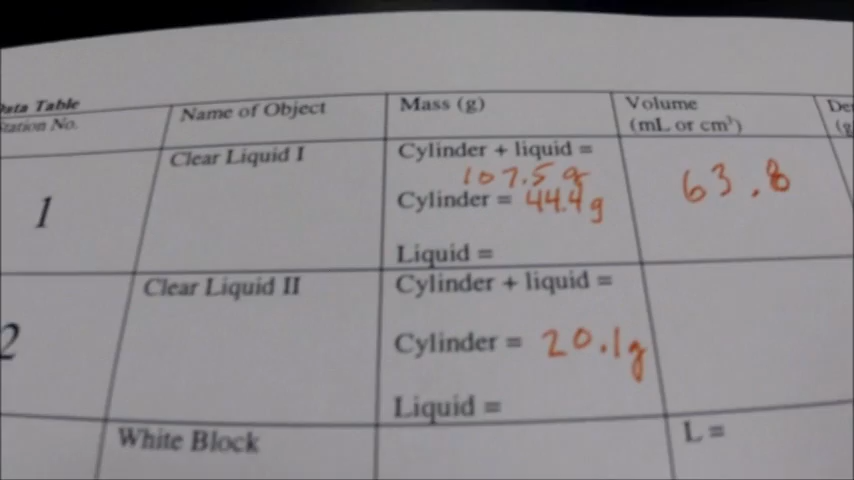 Data Table
Station No.
Name of Object
Mass (g)
Volume
(mL or cm³)
1
Clear Liquid I
Cylinder + liquid =
107.5 g
Cylinder = 44.4 g
Liquid =
63.8
2
Clear Liquid II
Cylinder + liquid =
Cylinder = 20.1g
Liquid =
White Block
L =